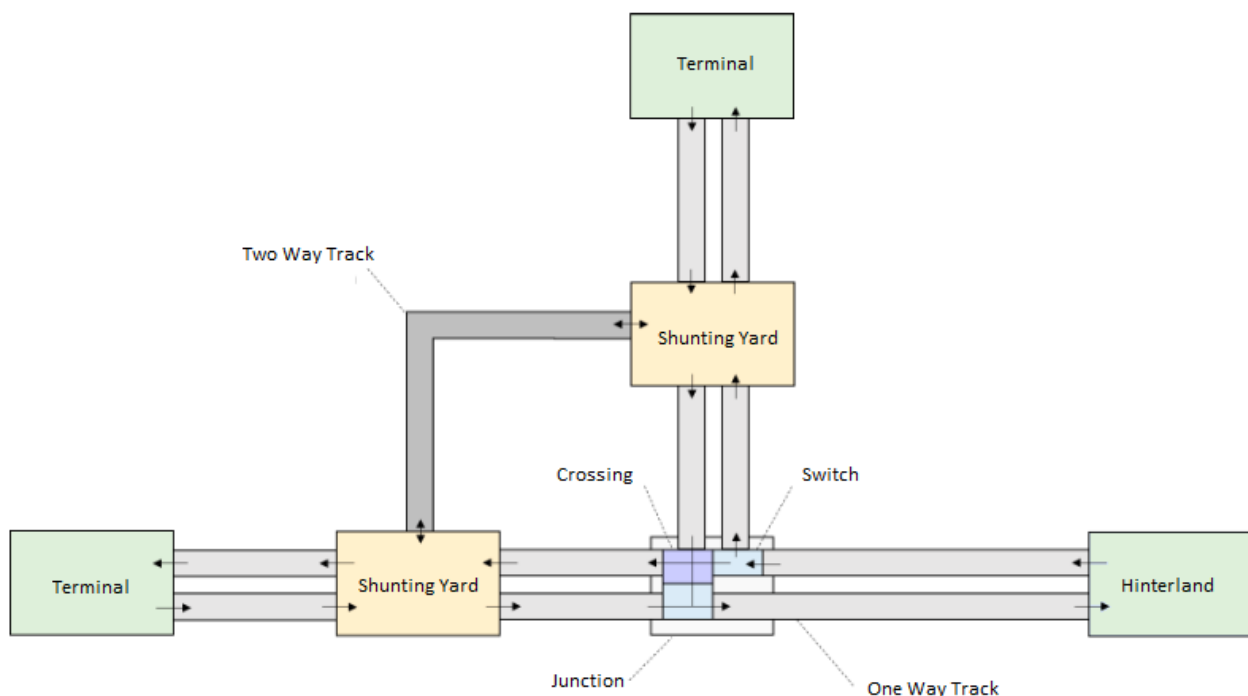 Terminal
Two Way Track
Shunting Yard
Crossing
Switch
Terminal
Shunting Yard
Hinterland
Junction
One Way Track